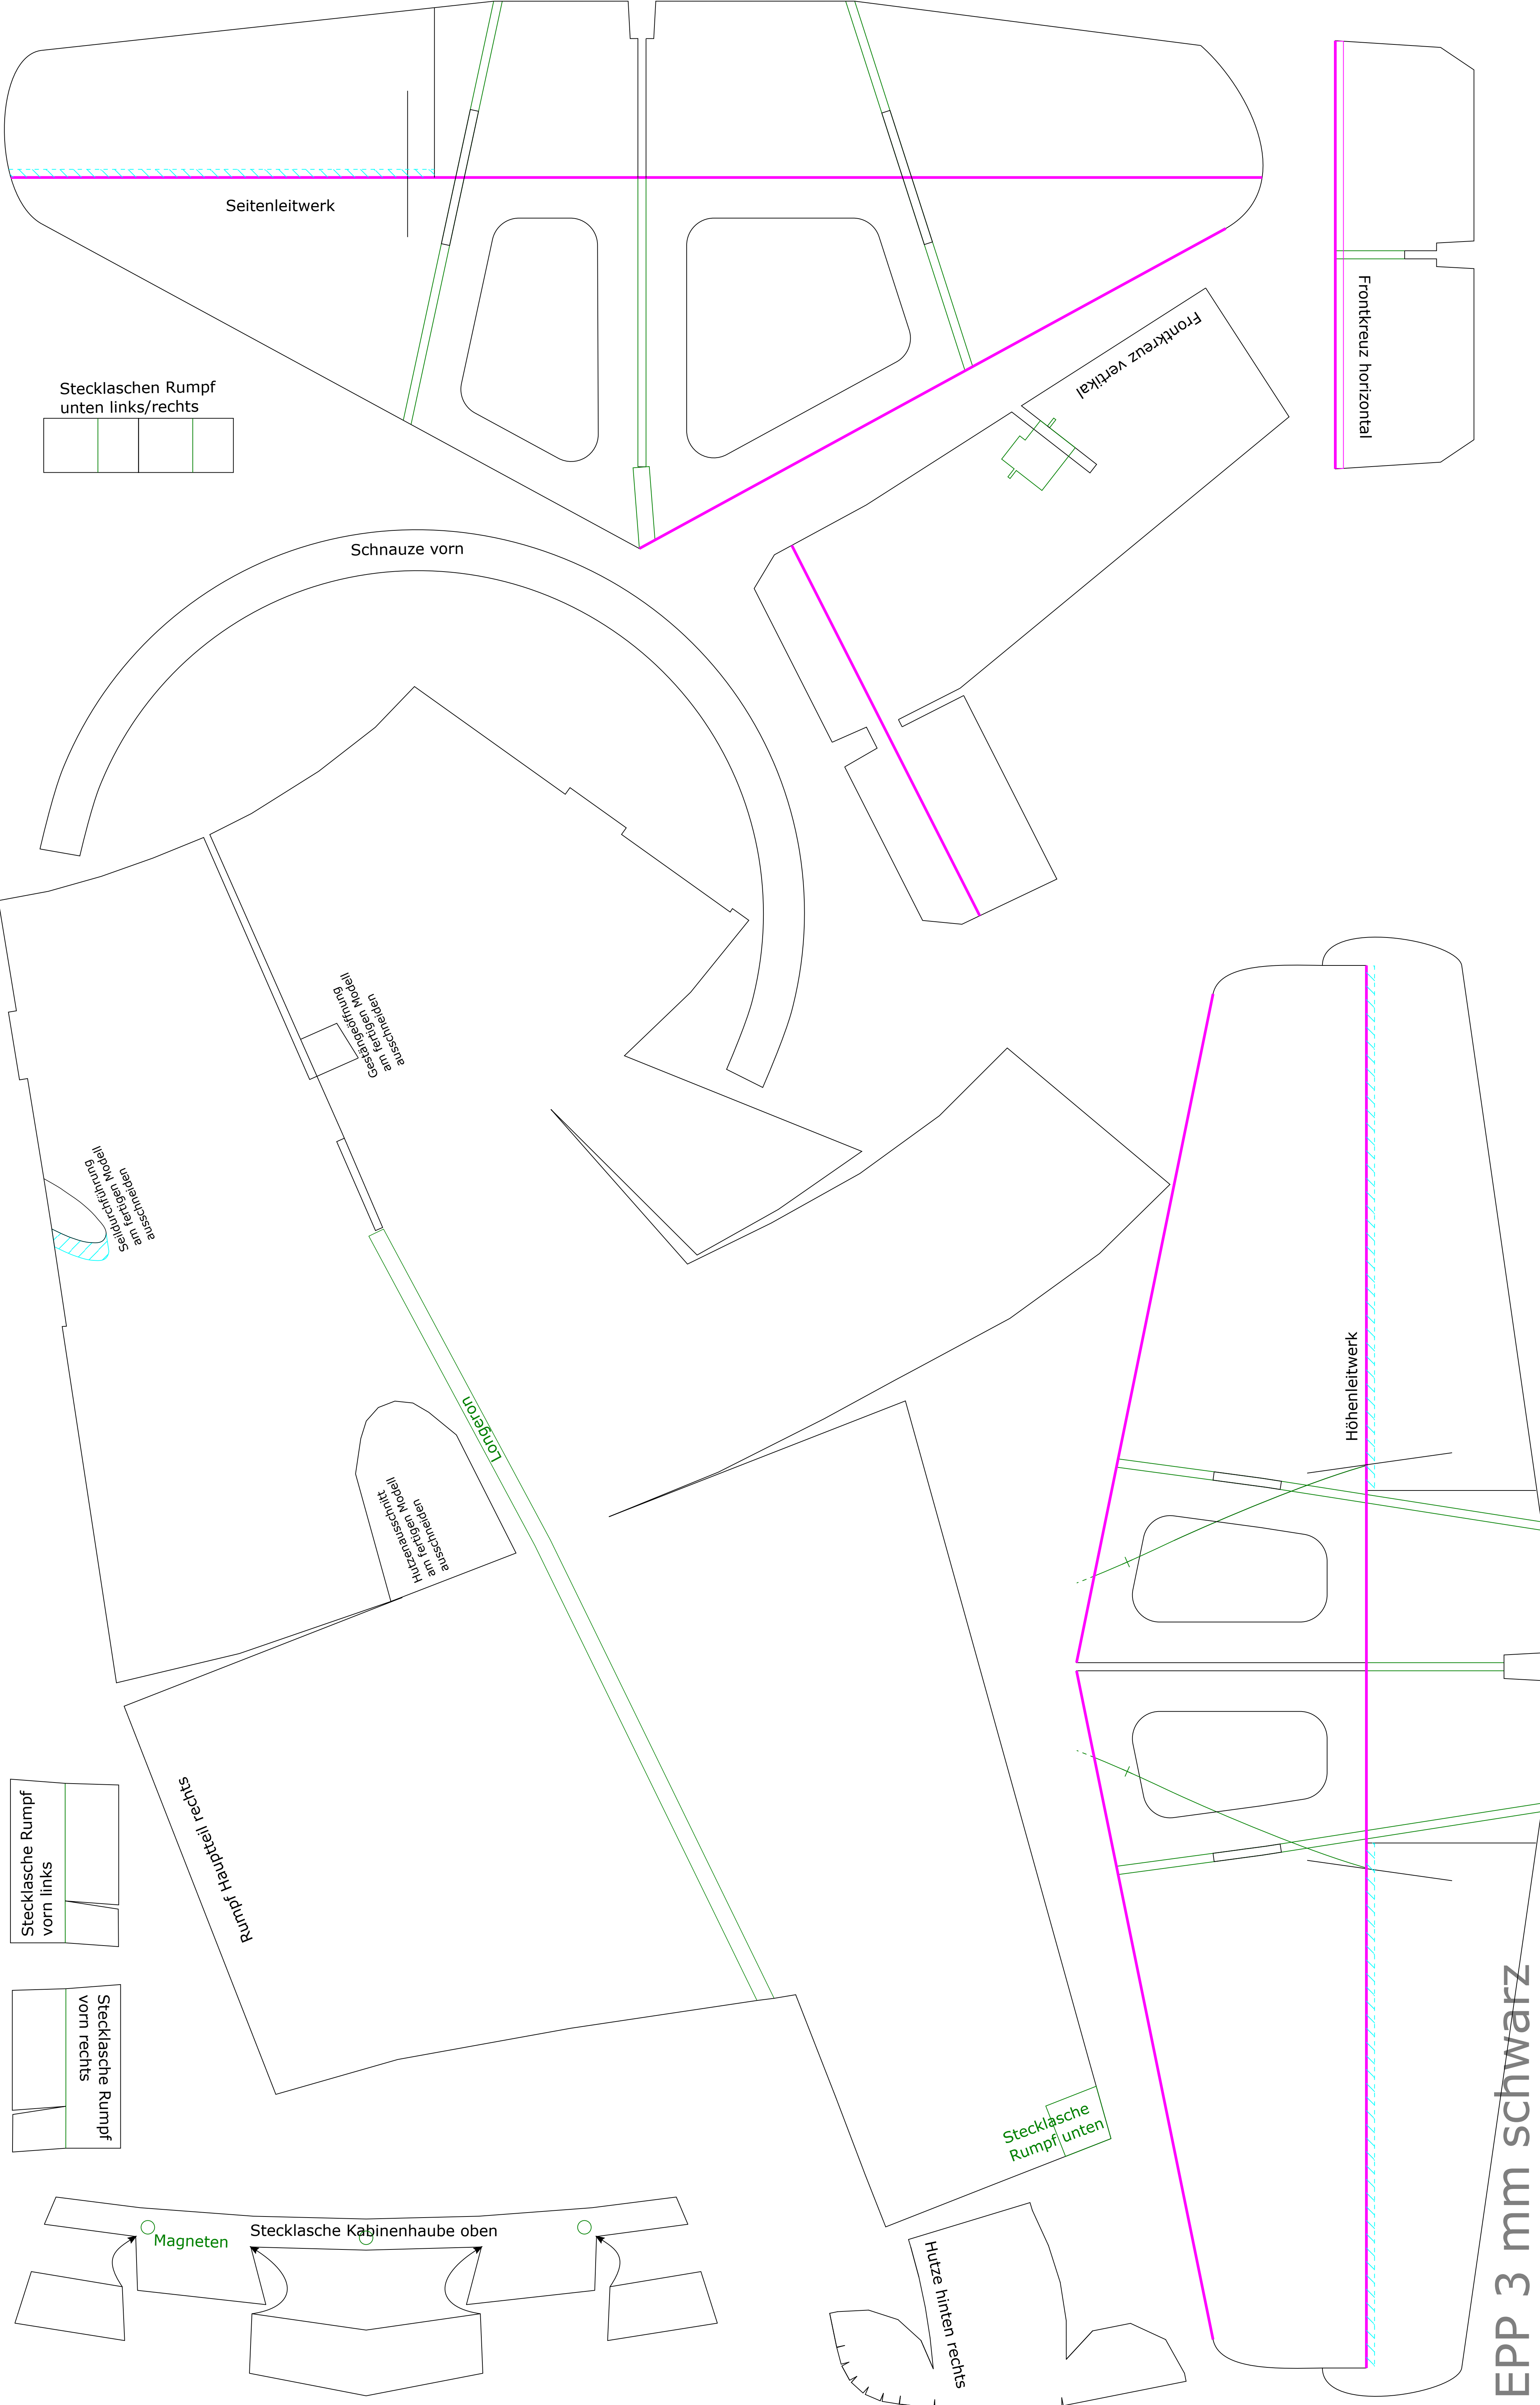 Seitenleitwerk
Frontkreuz horizontal
Frontkreuz vertikal
Stecklaschen Rumpf
unten links/rechts
Schnauze vorn
Gestängeöffnung
am fertigen Modell
ausschneiden
Seildurchführung
am fertigen Modell
ausschneiden
Höhenleitwerk
Longeron
Hutzenausschnitt
am fertigen Modell
ausschneiden
Rumpf Hauptteil rechts
Stecklasche Rumpf
vorn links
Stecklasche Rumpf
vorn rechts
Stecklasche
Rumpf unten
Stecklasche Kabinenhaube oben
Magneten
Hutze hinten rechts
EPP 3 mm schwarz